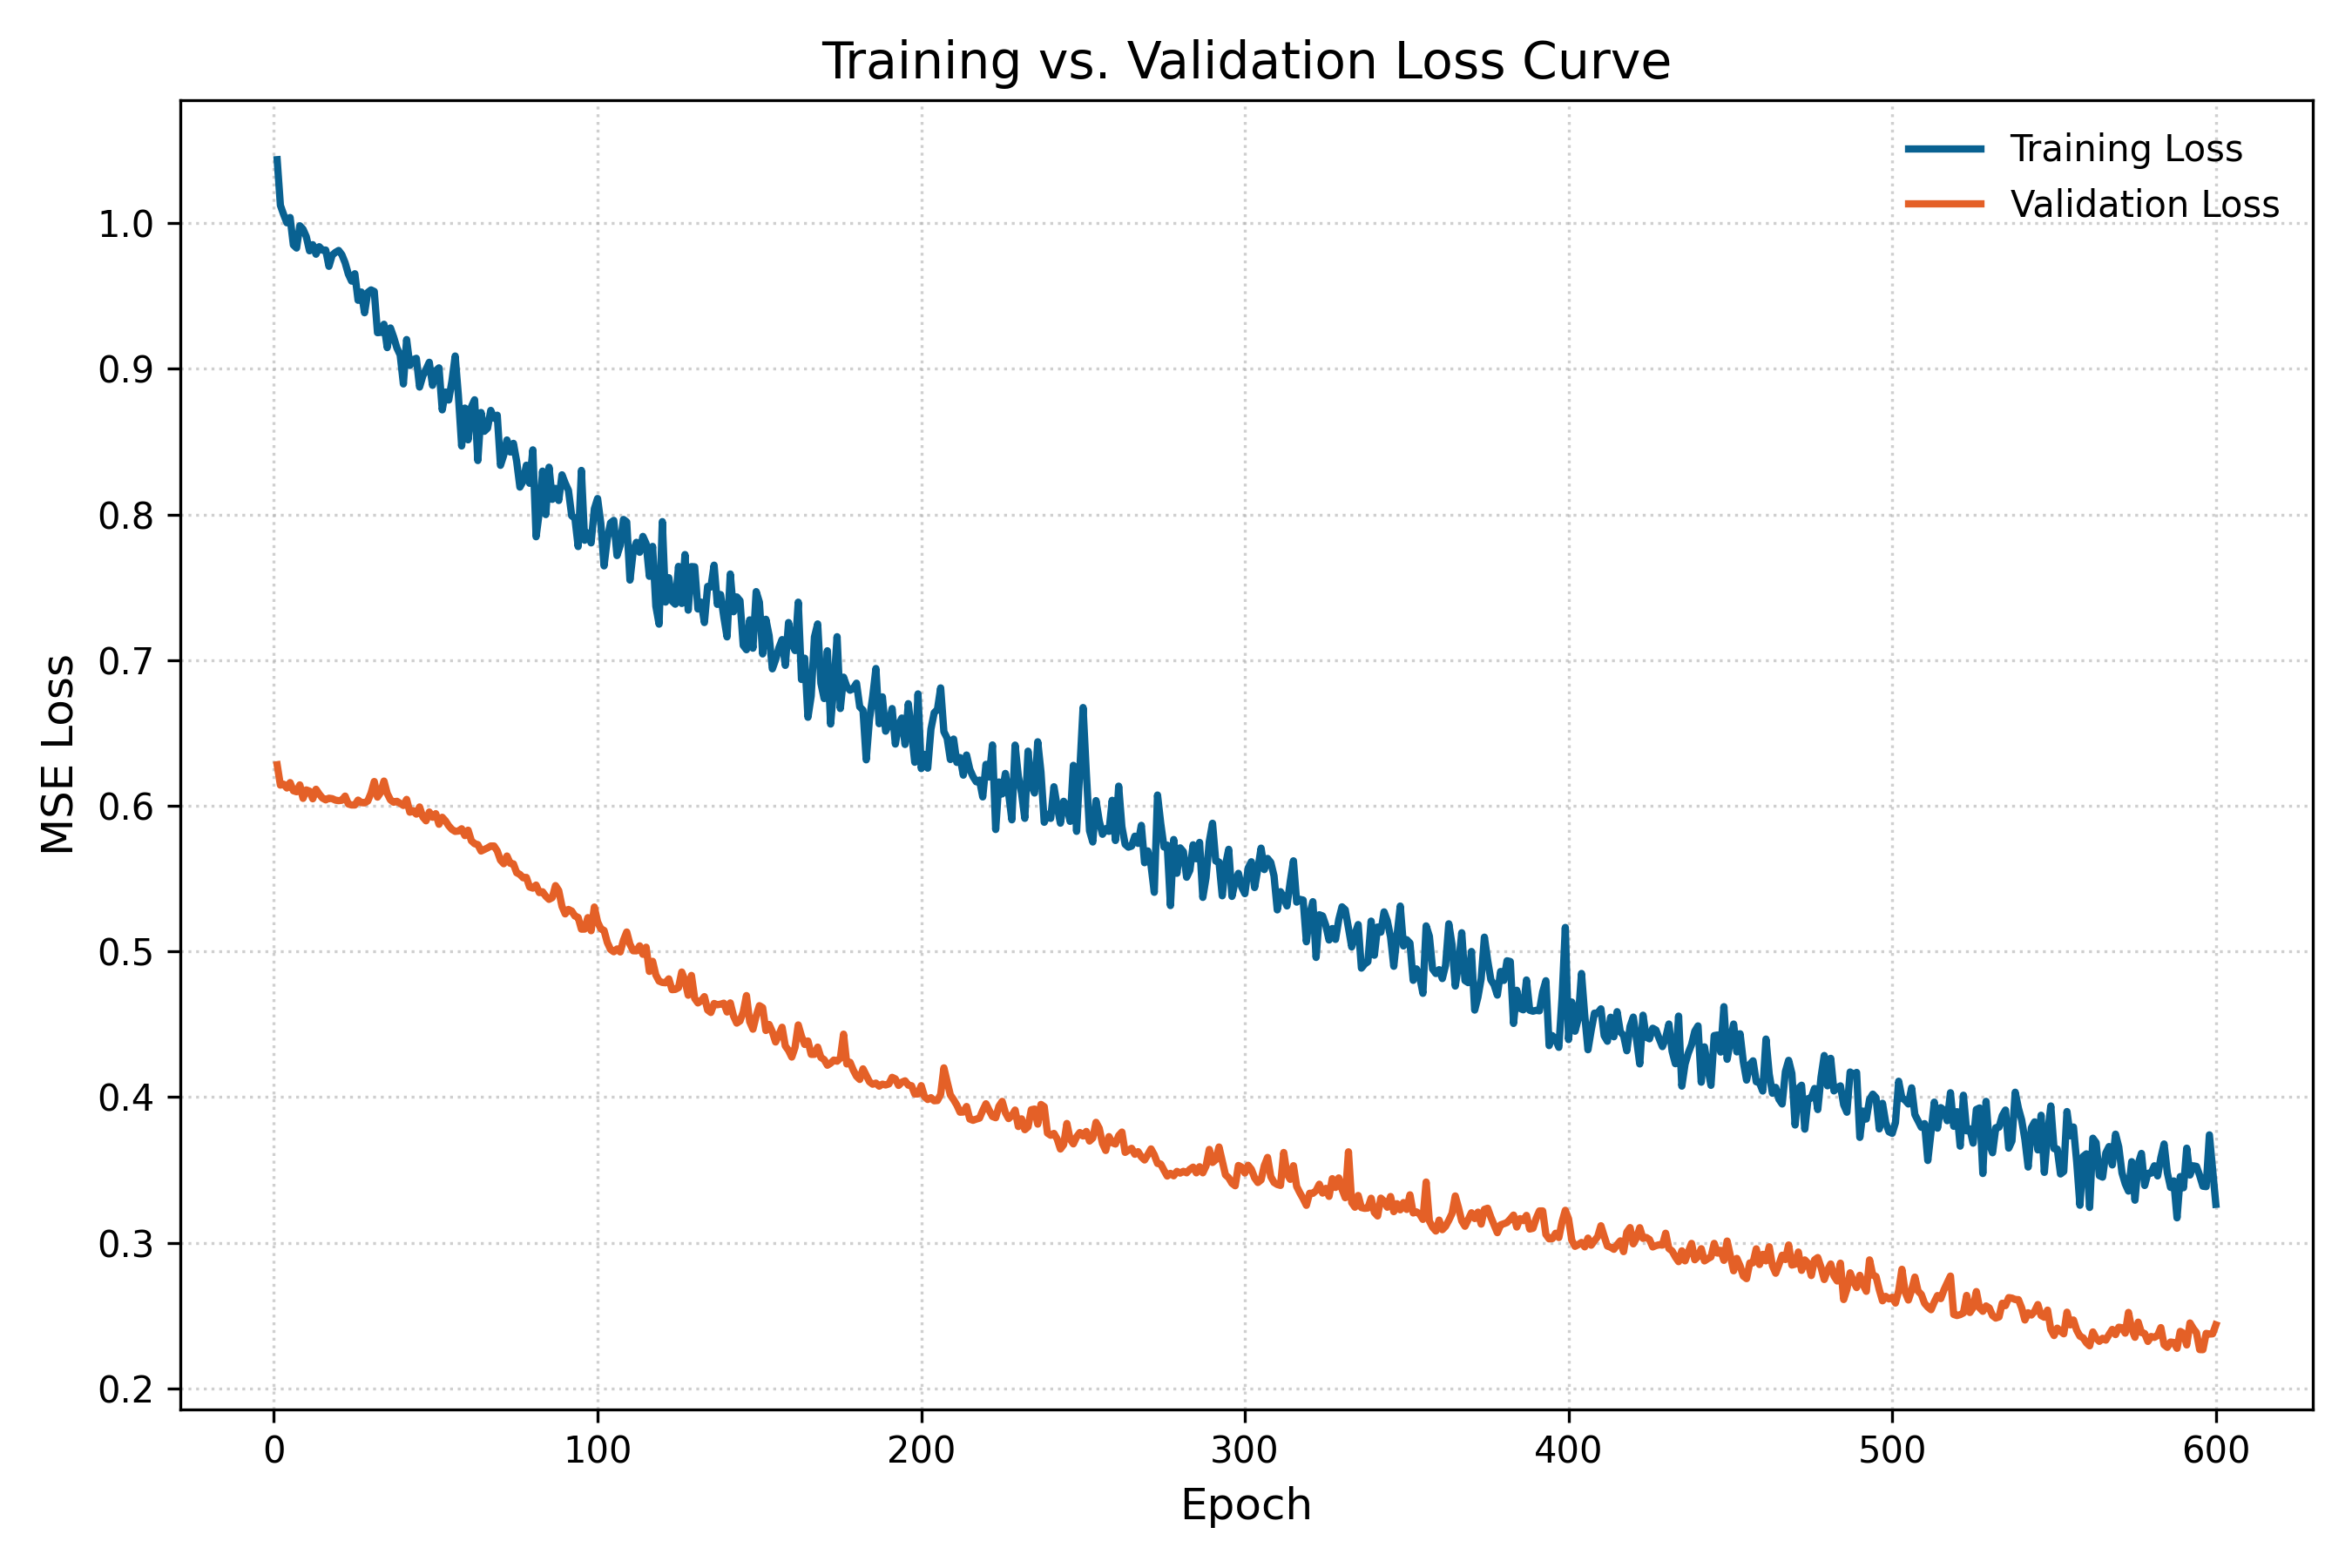 Training vs. Validation Loss Curve
Training Loss
Validation Loss
1.0
0.9
0.8
0.7
0.6
0.5
0.4
0.3
0.2
MSE Loss
0 100 200 300 400 500 600
Epoch